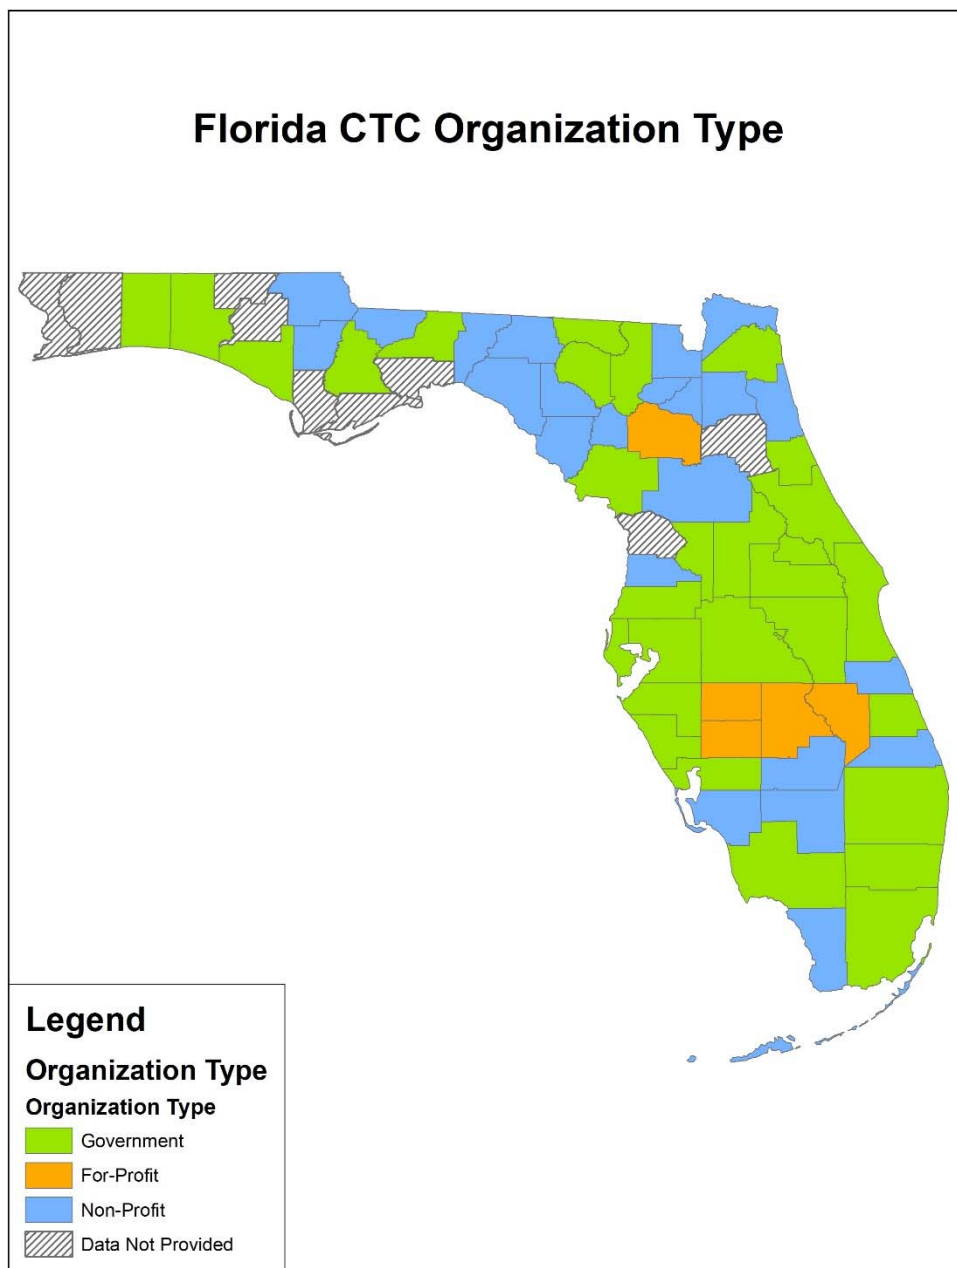 Florida CTC Organization Type
Legend
Organization Type
Organization Type
Government
For-Profit
Non-Profit
Data Not Provided